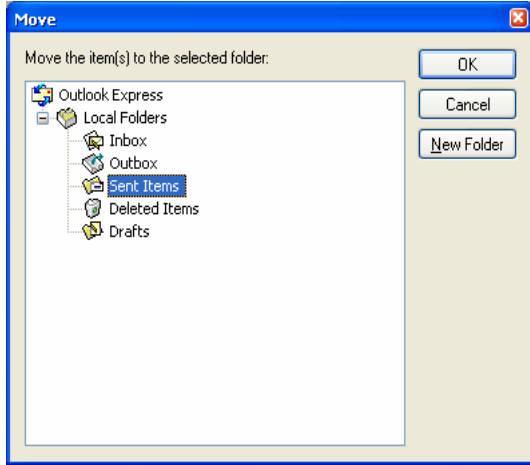 Move
Move the item(s) to the selected folder:
OK
Cancel
New Folder
Outlook Express
Local Folders
Inbox
Outbox
Sent Items
Deleted Items
Drafts